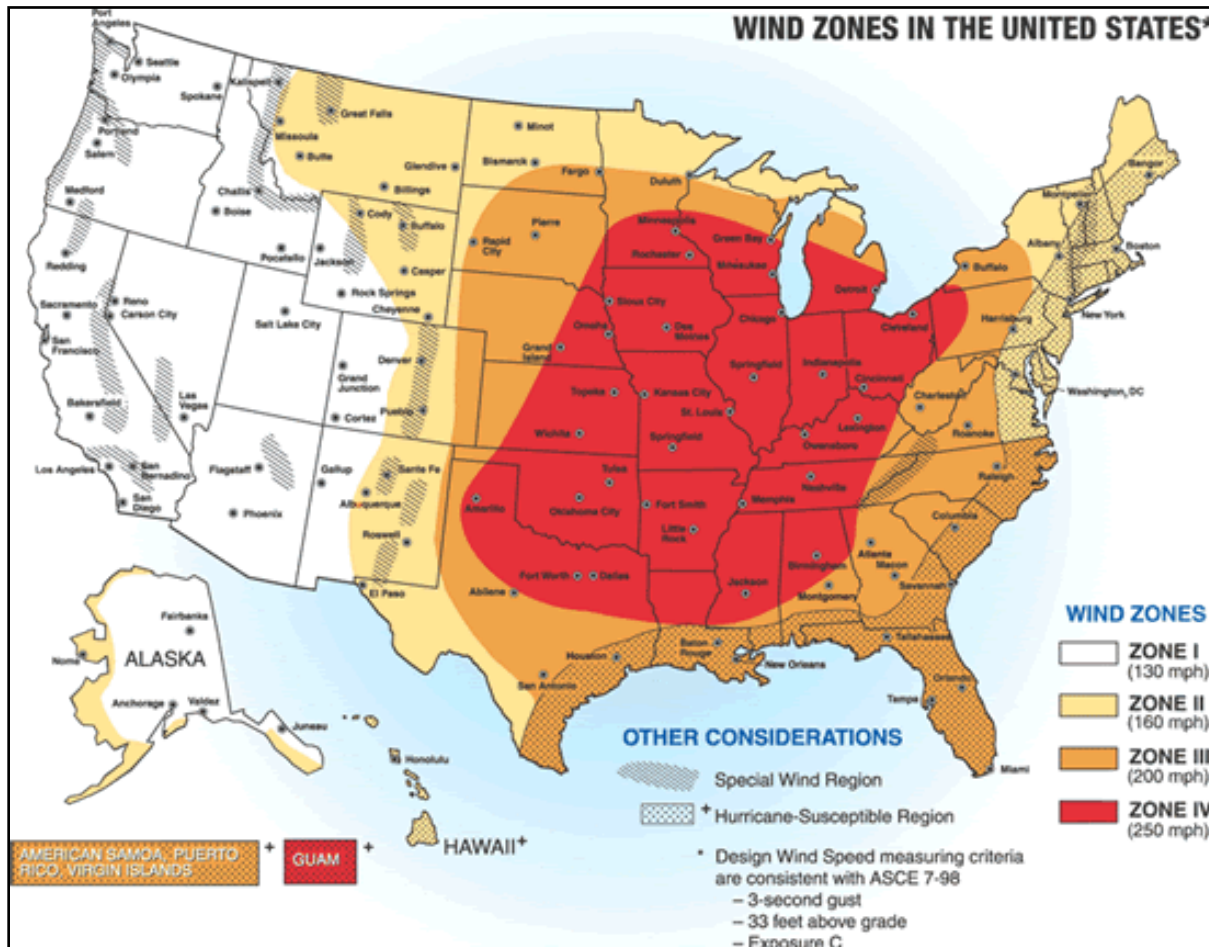 WIND ZONES IN THE UNITED STATES*
Port
Angeles
Seattle
Olympia
Spokane
Kalispell
Great Falls
Portland
Salem
Missoula
Butte
Glendive
Billings
Minot
Bismarck
Fargo
Duluth
Bangor
Montpelier
Medford
Challis
Boise
Cody
Buffalo
Pierre
Rapid
City
Minneapolis
Rochester
Green Bay
Milwaukee
Albany
Boston
Buffalo
Redding
Pocatello
Jackson
Casper
Rock Springs
Cheyenne
Sioux City
Des
Moines
Chicago
Detroit
Cleveland
New York
Harrisburg
Sacramento
Reno
Carson City
San
Francisco
Salt Lake City
Grand
Junction
Denver
Omaha
Grand
Island
Springfield
Indianapolis
Cincinnati
Charleston
Washington, DC
Bakersfield
Las
Vegas
Cortez
Pueblo
Topeka
Kansas City
St. Louis
Lexington
Owensboro
Roanoke
Wichita
Springfield
Los Angeles
San
Bernadino
Flagstaff
Gallup
Sante Fe
Albuquerque
Tulsa
Nashville
Raleigh
San
Diego
Phoenix
Roswell
Amarillo
Oklahoma City
Fort Smith
Memphis
Little
Rock
Columbia
Atlanta
Macon
El Paso
Abilene
Fort Worth
Dallas
Jackson
Birmingham
Montgomery
Savannah
Houston
Baton
Rouge
New Orleans
Tallahassee
San Antonio
Orlando
Tampa
Miami
Fairbanks
ALASKA
Nome
Anchorage
Valdez
Juneau
Honolulu
HAWAII+
WIND ZONES
ZONE I
(130 mph)
ZONE II
(160 mph)
ZONE III
(200 mph)
ZONE IV
(250 mph)
OTHER CONSIDERATIONS
Special Wind Region
+ Hurricane-Susceptible Region
* Design Wind Speed measuring criteria
are consistent with ASCE 7-98
– 3-second gust
– 33 feet above grade
– Exposure C
AMERICAN SAMOA, PUERTO
RICO, VIRGIN ISLANDS
+
GUAM
+